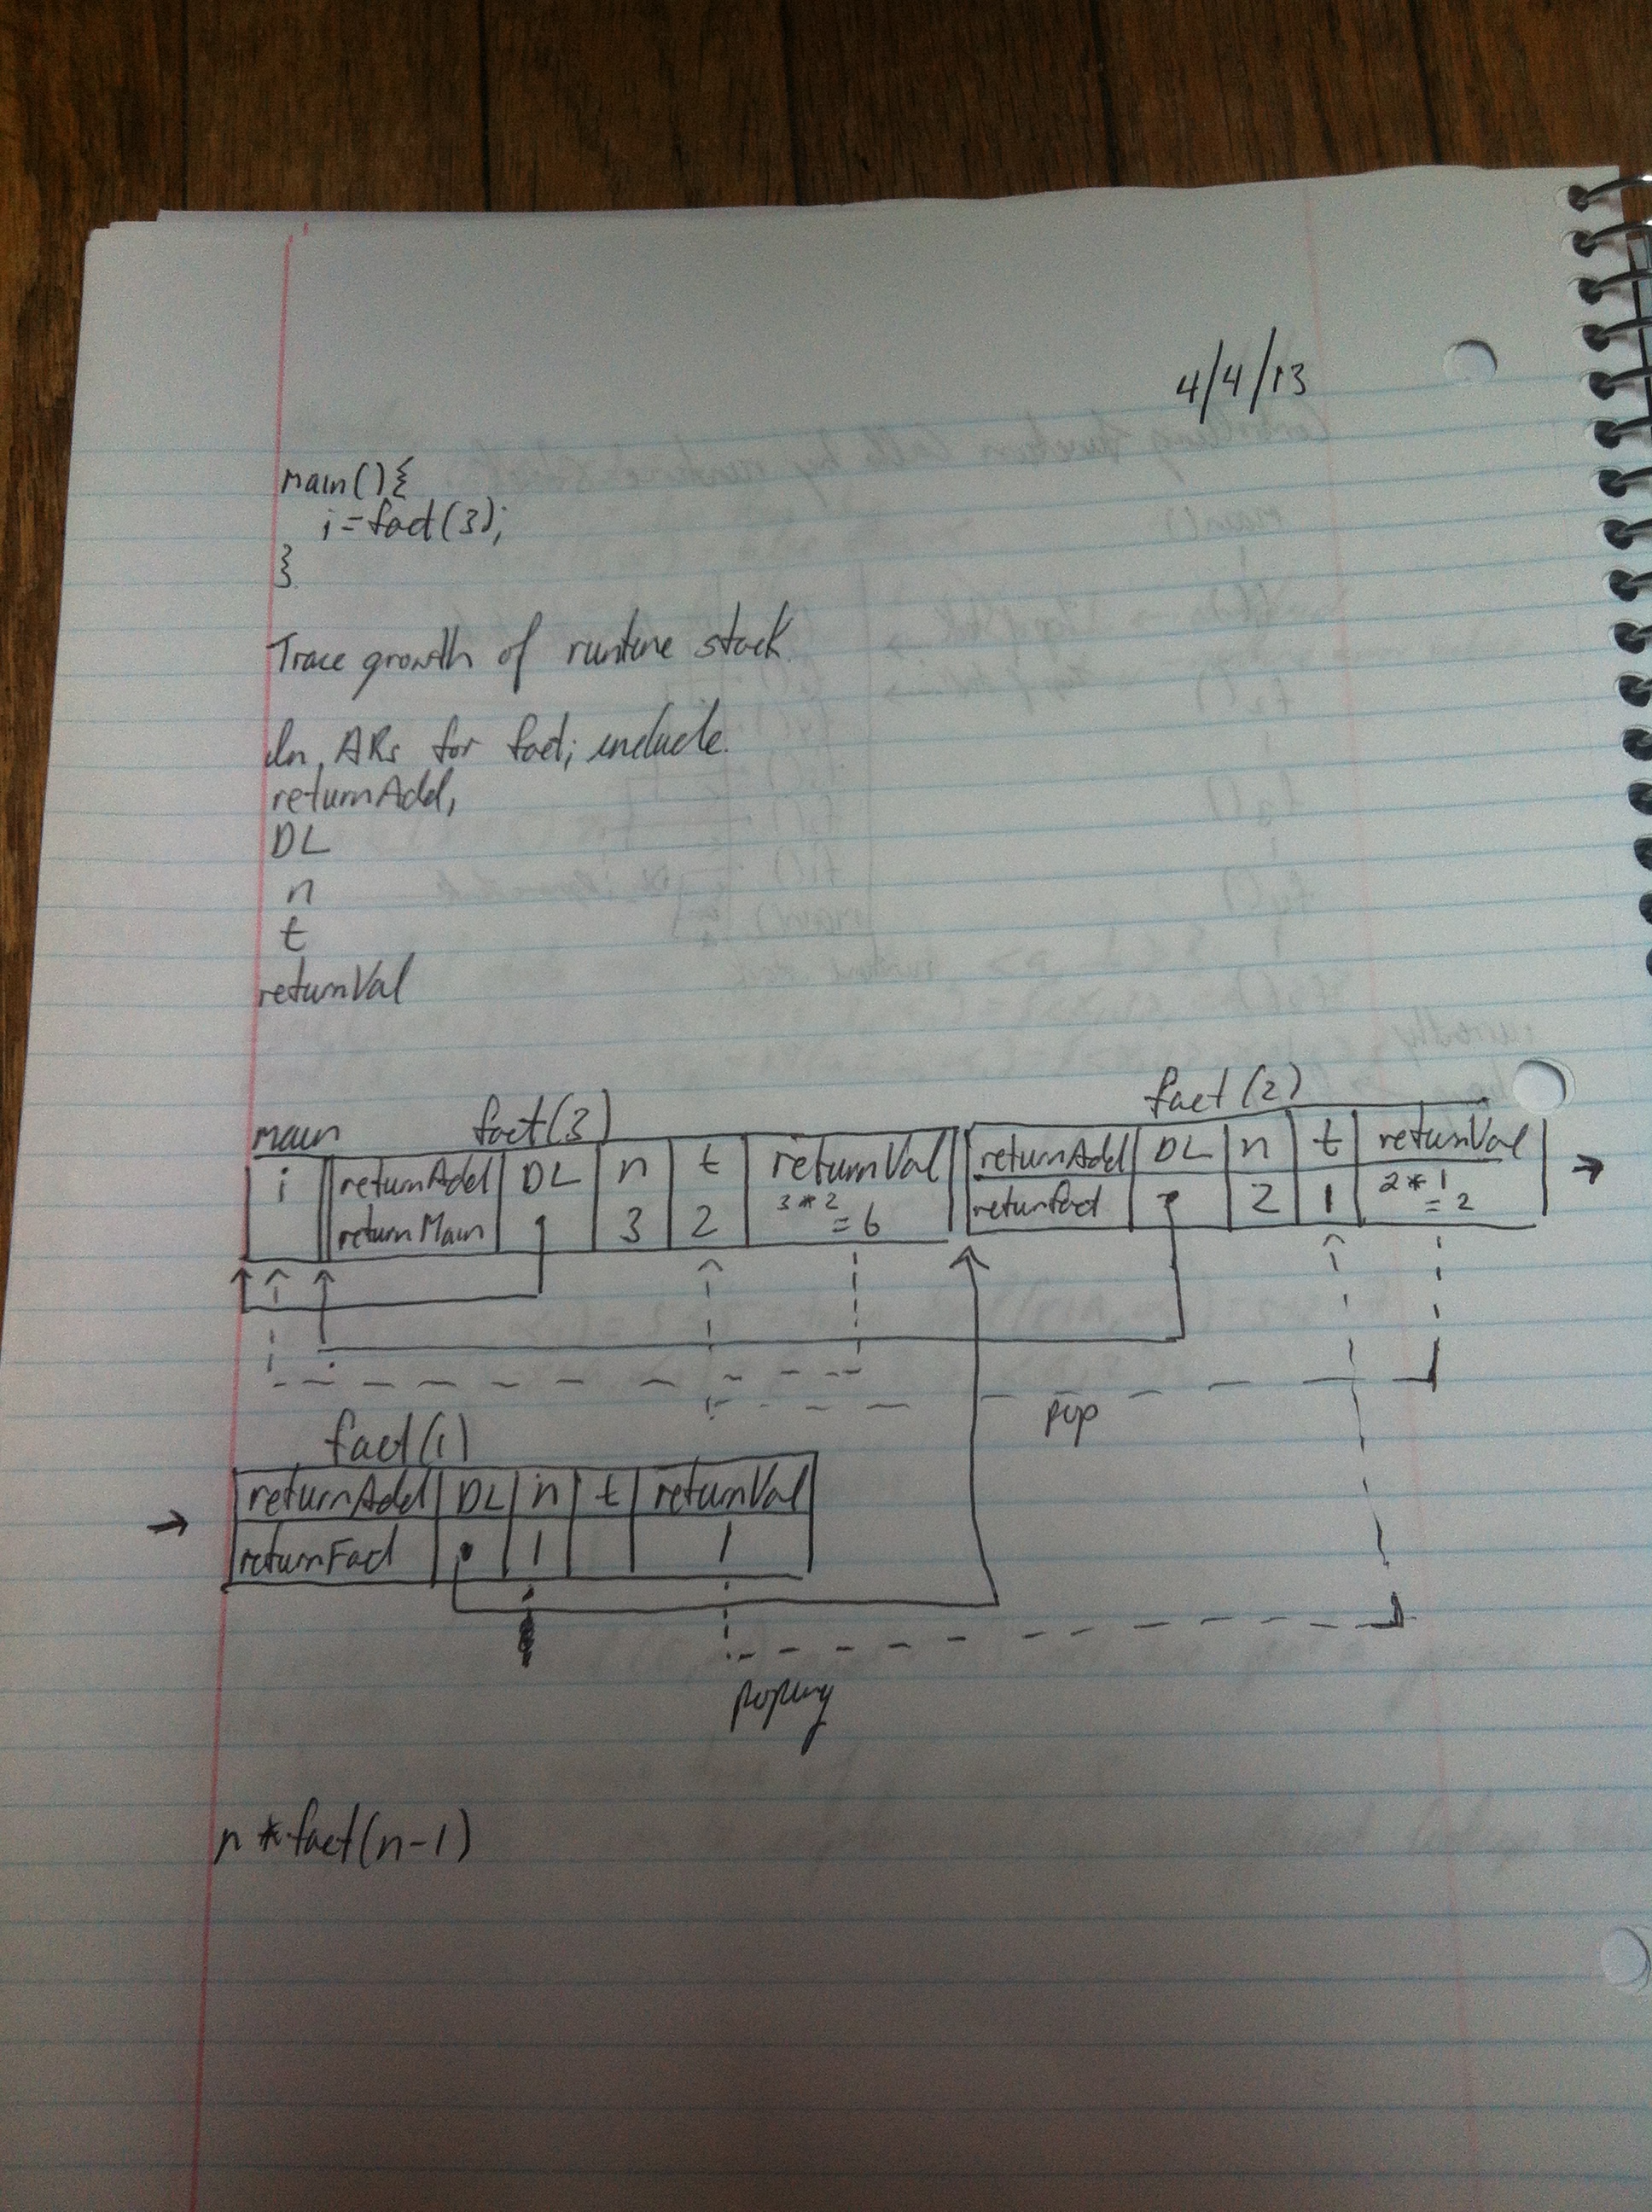 4/4/13
main(){
i=fact(3);
}
Trace growth of runtime stack.
In ARs for fact; include.
returnAdd,
DL
n
t
returnVal
main fact(3) fact(2)
i returnAdd DL n t returnVal returnAdd DL n t returnVal →
returnMain 3 2 3*2 = 6 returnFact 2 1 2*1 = 2
pop
fact(1)
→ returnAdd DL n t returnVal
returnFact 1 1
poping
n * fact(n-1)